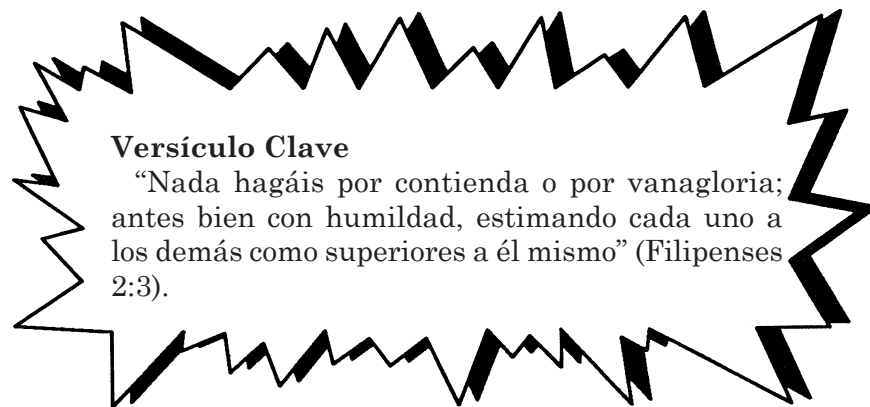 Versículo Clave
“Nada hagáis por contienda o por vanagloria;
antes bien con humildad, estimando cada uno a
los demás como superiores a él mismo” (Filipenses
2:3).